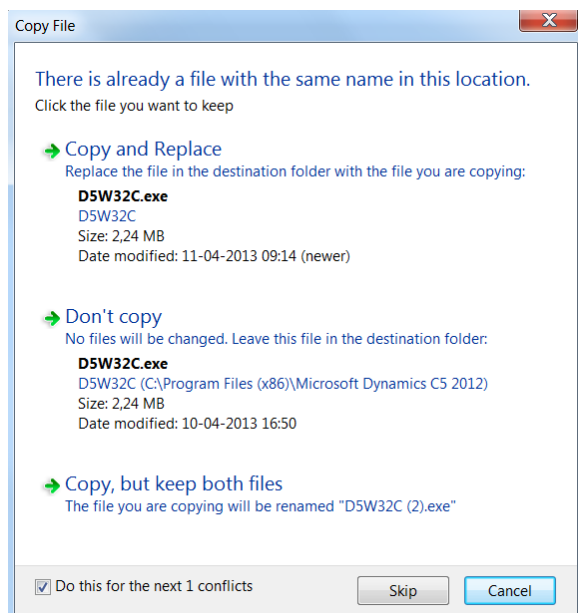 Copy File
There is already a file with the same name in this location.
Click the file you want to keep
Copy and Replace
Replace the file in the destination folder with the file you are copying:
D5W32C.exe
D5W32C
Size: 2,24 MB
Date modified: 11-04-2013 09:14 (newer)
Don't copy
No files will be changed. Leave this file in the destination folder:
D5W32C.exe
D5W32C (C:\Program Files (x86)\Microsoft Dynamics C5 2012)
Size: 2,24 MB
Date modified: 10-04-2013 16:50
Copy, but keep both files
The file you are copying will be renamed "D5W32C (2).exe"
Do this for the next 1 conflicts
Skip
Cancel